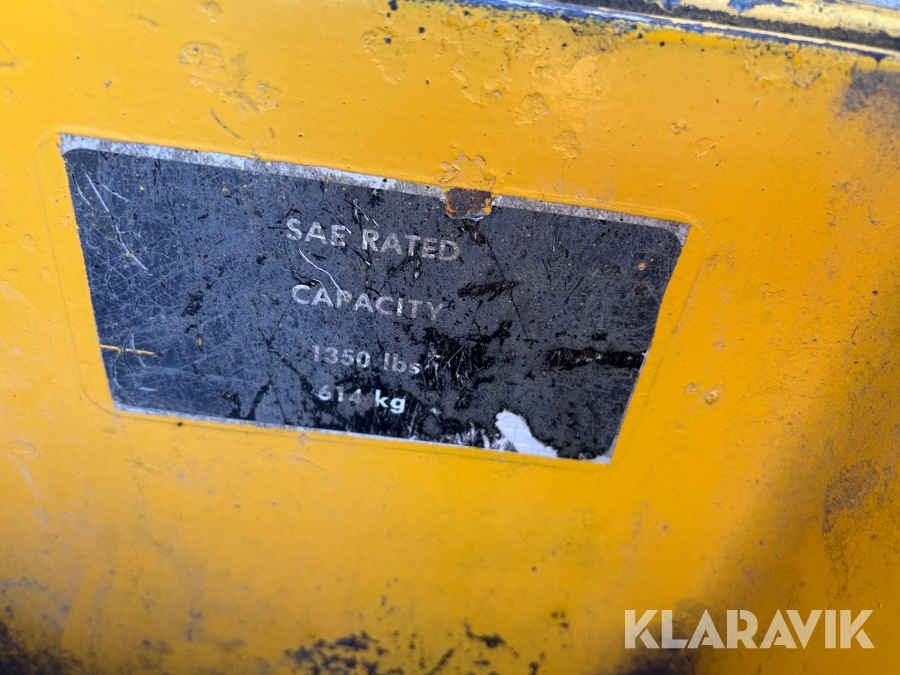 SAE RATED
CAPACITY
1350 lbs
614 kg
KLARAVIK